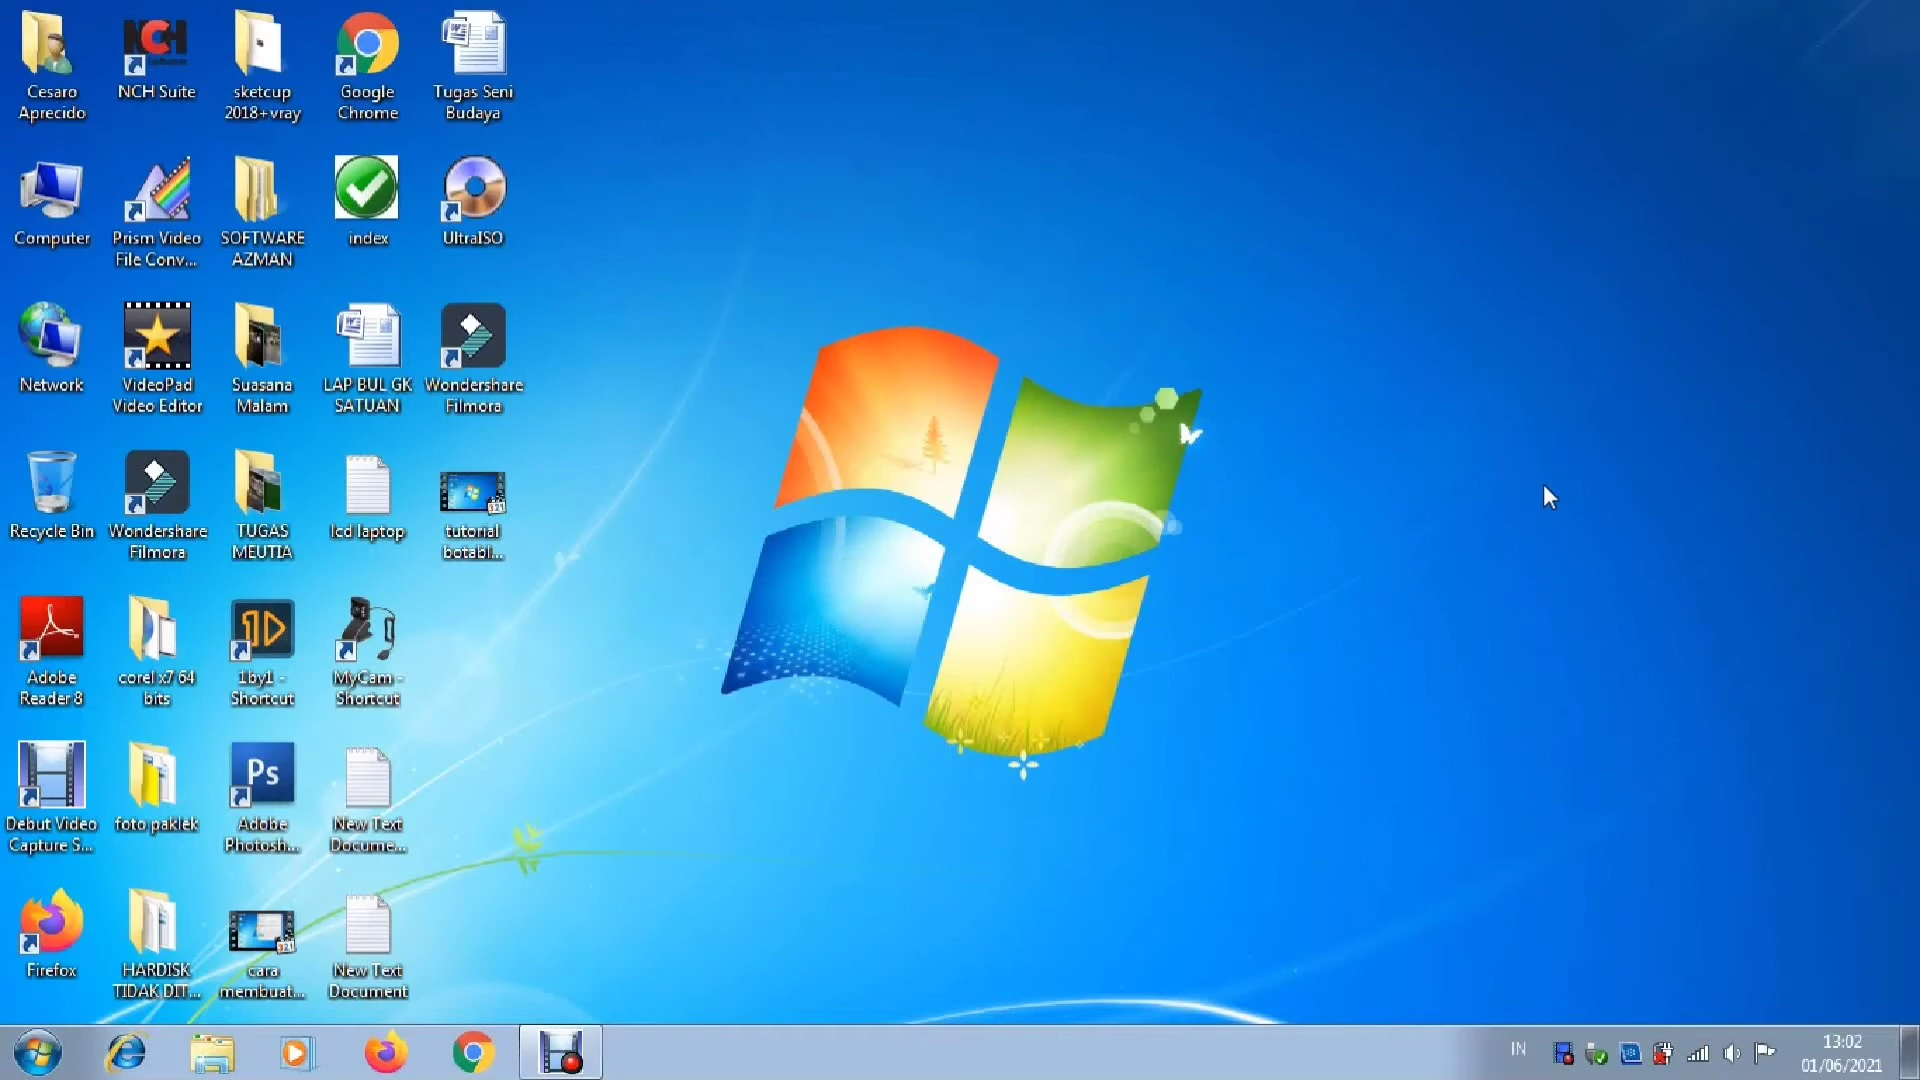 Cesaro
Aprecido
NCH
Software
NCH Suite
sketcup
2018+vray
Google
Chrome
Tugas Seni
Budaya
Computer
Prism Video
File Conv...
SOFTWARE
AZMAN
index
UltraISO
Network
VideoPad
Video Editor
Suasana
Malam
LAP BUL GK
SATUAN
Wondershare
Filmora
Recycle Bin
Wondershare
Filmora
TUGAS
MEUTIA
lcd laptop
tutorial
botabl...
Adobe
Reader 8
corel x7 64
bits
1by1 -
Shortcut
MyCam -
Shortcut
Debut Video
Capture S...
foto paklek
Ps
Adobe
Photosh...
New Text
Docume...
Firefox
HARDISK
TIDAK DIT...
321
cara
membuat...
New Text
Document
IN
13:02
01/06/2021